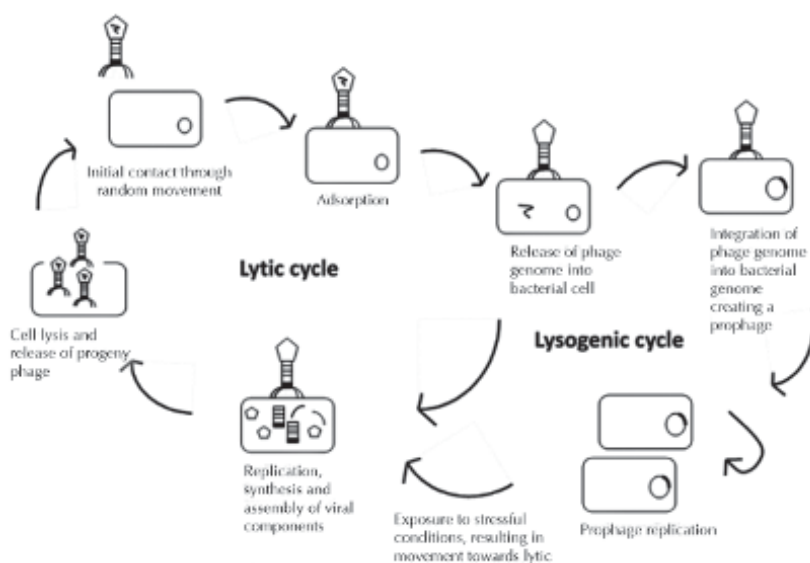 Initial contact through
random movement
Adsorption
Release of phage
genome into
bacterial cell
Integration of
phage genome
into bacterial
genome
creating a
prophage
Lytic cycle
Lysogenic cycle
Cell lysis and
release of progeny
phage
Replication,
synthesis and
assembly of viral
components
Exposure to stressful
conditions, resulting in
movement towards lytic
Prophage replication